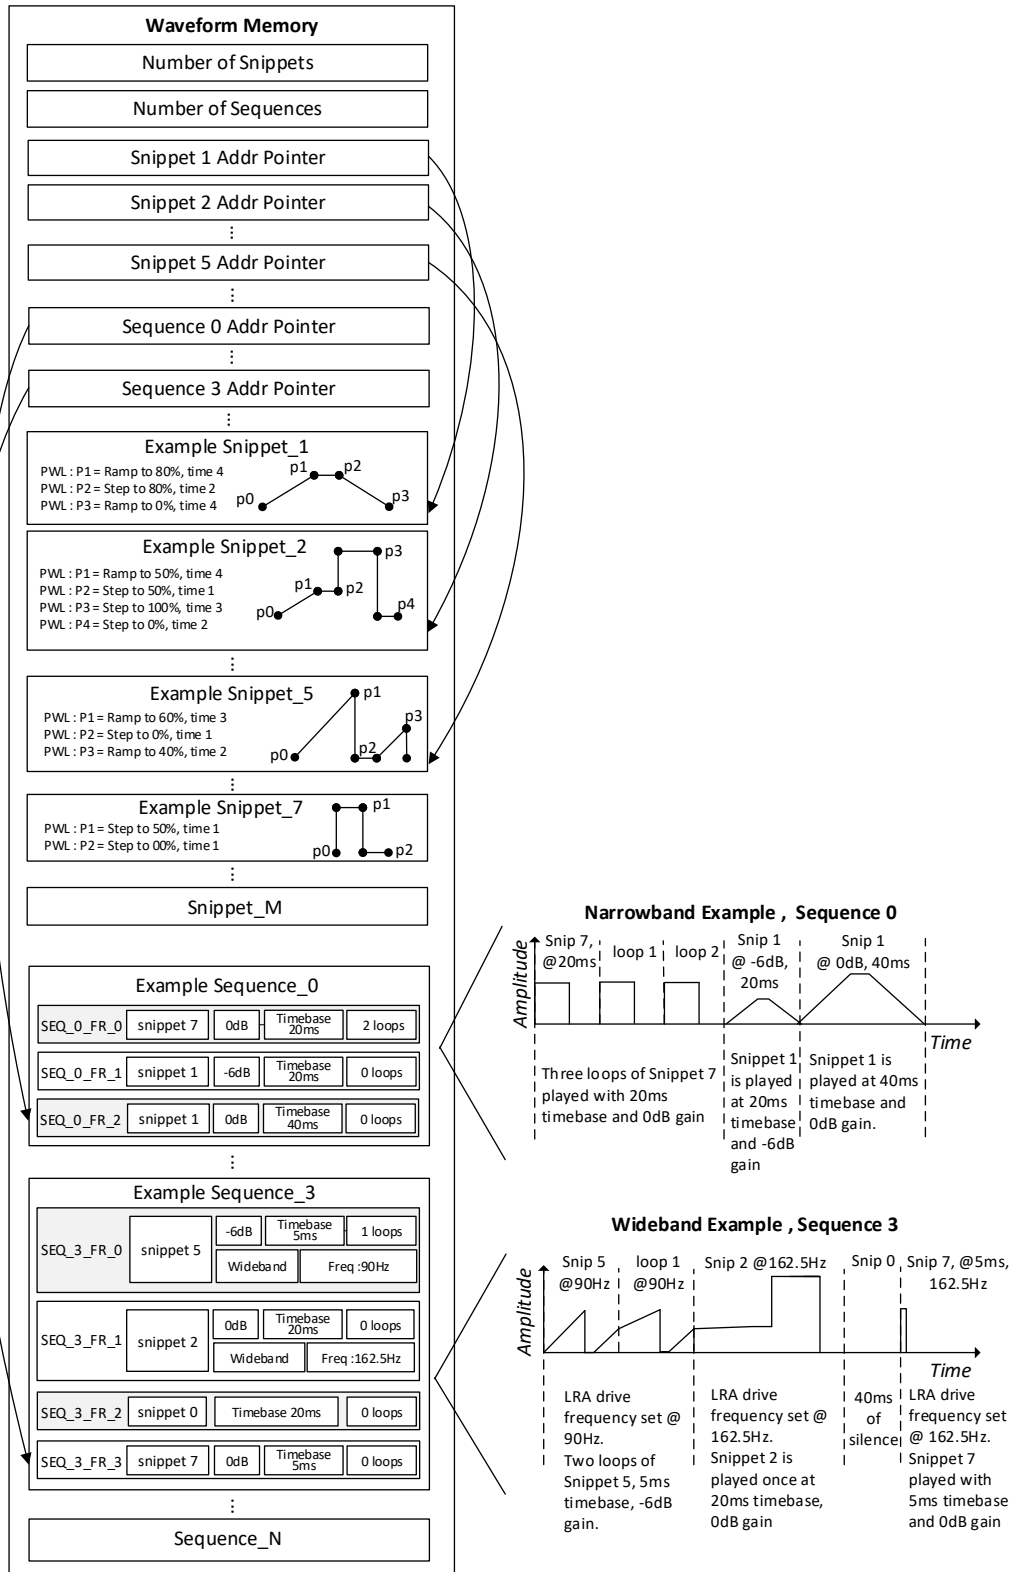 Waveform Memory
Number of Snippets
Number of Sequences
Snippet 1 Addr Pointer
Snippet 2 Addr Pointer
⋮
Snippet 5 Addr Pointer
⋮
Sequence 0 Addr Pointer
⋮
Sequence 3 Addr Pointer
⋮
Example Snippet_1
PWL : P1 = Ramp to 80%, time 4
PWL : P2 = Step to 80%, time 2
PWL : P3 = Ramp to 0%, time 4
p0
p1
p2
p3
Example Snippet_2
PWL : P1 = Ramp to 50%, time 4
PWL : P2 = Step to 50%, time 1
PWL : P3 = Step to 100%, time 3
PWL : P4 = Step to 0%, time 2
p0
p1
p2
p3
p4
⋮
Example Snippet_5
PWL : P1 = Ramp to 60%, time 3
PWL : P2 = Step to 0%, time 1
PWL : P3 = Ramp to 40%, time 2
p0
p1
p2
p3
⋮
Example Snippet_7
PWL : P1 = Step to 50%, time 1
PWL : P2 = Step to 00%, time 1
p0
p1
p2
⋮
Snippet_M
Example Sequence_0
SEQ_0_FR_0 snippet 7 0dB Timebase 20ms 2 loops
SEQ_0_FR_1 snippet 1 -6dB Timebase 20ms 0 loops
SEQ_0_FR_2 snippet 1 0dB Timebase 40ms 0 loops
⋮
Example Sequence_3
SEQ_3_FR_0 snippet 5 -6dB Timebase 5ms 1 loops
Wideband Freq :90Hz
SEQ_3_FR_1 snippet 2 0dB Timebase 20ms 0 loops
Wideband Freq :162.5Hz
SEQ_3_FR_2 snippet 0 Timebase 20ms 0 loops
SEQ_3_FR_3 snippet 7 0dB Timebase 5ms 0 loops
⋮
Sequence_N
Narrowband Example , Sequence 0
Amplitude
Snip 7,
@20ms
loop 1
loop 2
Snip 1
@ -6dB,
20ms
Snip 1
@ 0dB, 40ms
Time
Three loops of Snippet 7
played with 20ms
timebase and 0dB gain
Snippet 1
is played
at 20ms
timebase
and -6dB
gain
Snippet 1 is
played at 40ms
timebase and
0dB gain.
Wideband Example , Sequence 3
Amplitude
Snip 5
@90Hz
loop 1
@90Hz
Snip 2 @162.5Hz
Snip 0
Snip 7, @5ms,
162.5Hz
Time
LRA drive
frequency set @
90Hz.
Two loops of
Snippet 5, 5ms
timebase, -6dB
gain.
LRA drive
frequency set @
162.5Hz.
Snippet 2 is
played once at
20ms timebase,
0dB gain
40ms
of
silence
LRA drive
frequency set
@ 162.5Hz.
Snippet 7
played with
5ms timebase
and 0dB gain